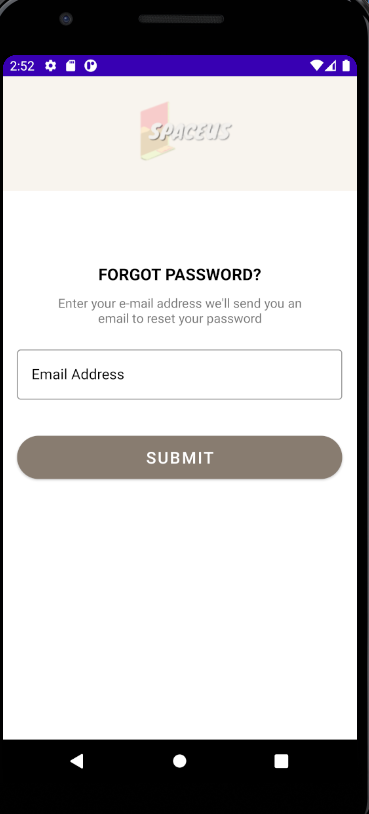 2:52
SPACEUS
FORGOT PASSWORD?
Enter your e-mail address we'll send you an
email to reset your password
Email Address
SUBMIT